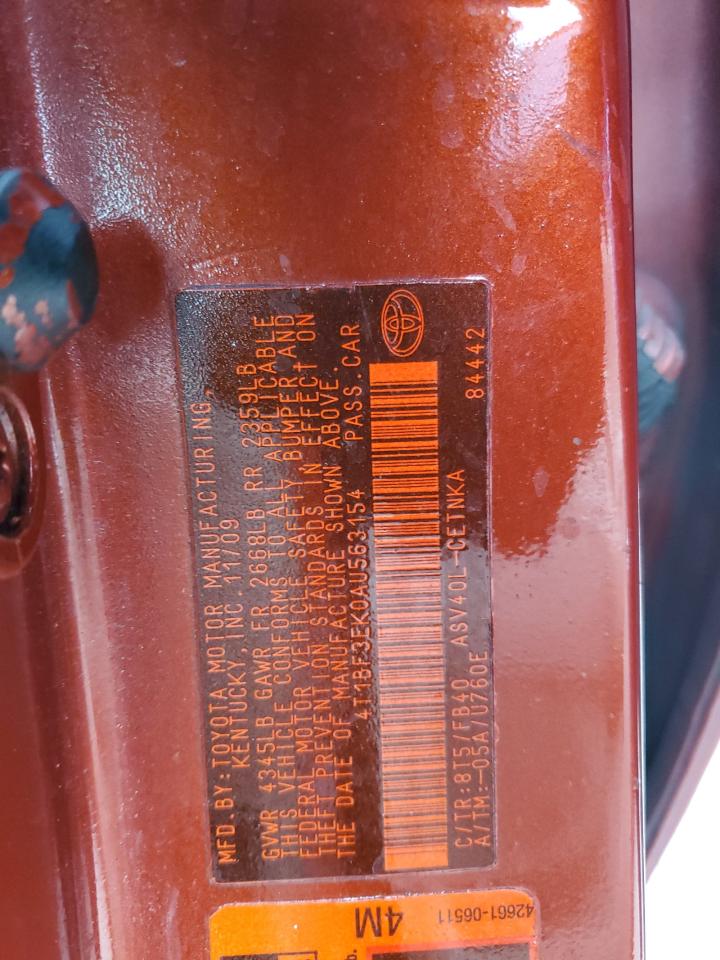 MFD.BY:TOYOTA MOTOR MANUFACTURING,
KENTUCKY, INC. 11/09
GVWR 4345LB GAWR FR 2668LB RR 2359LB
THIS VEHICLE CONFORMS TO ALL APPLICABLE
FEDERAL MOTOR VEHICLE SAFETY BUMPER AND
THEFT PREVENTION STANDARDS IN EFFECT ON
THE DATE OF MANUFACTURE SHOWN ABOVE.
4T1BF3EK0AU563154 PASS.CAR
C/TR:8T5/FB40 ASV40L-CETNKA
A/TM:-05A/U760E 84442
4M
42661-06511